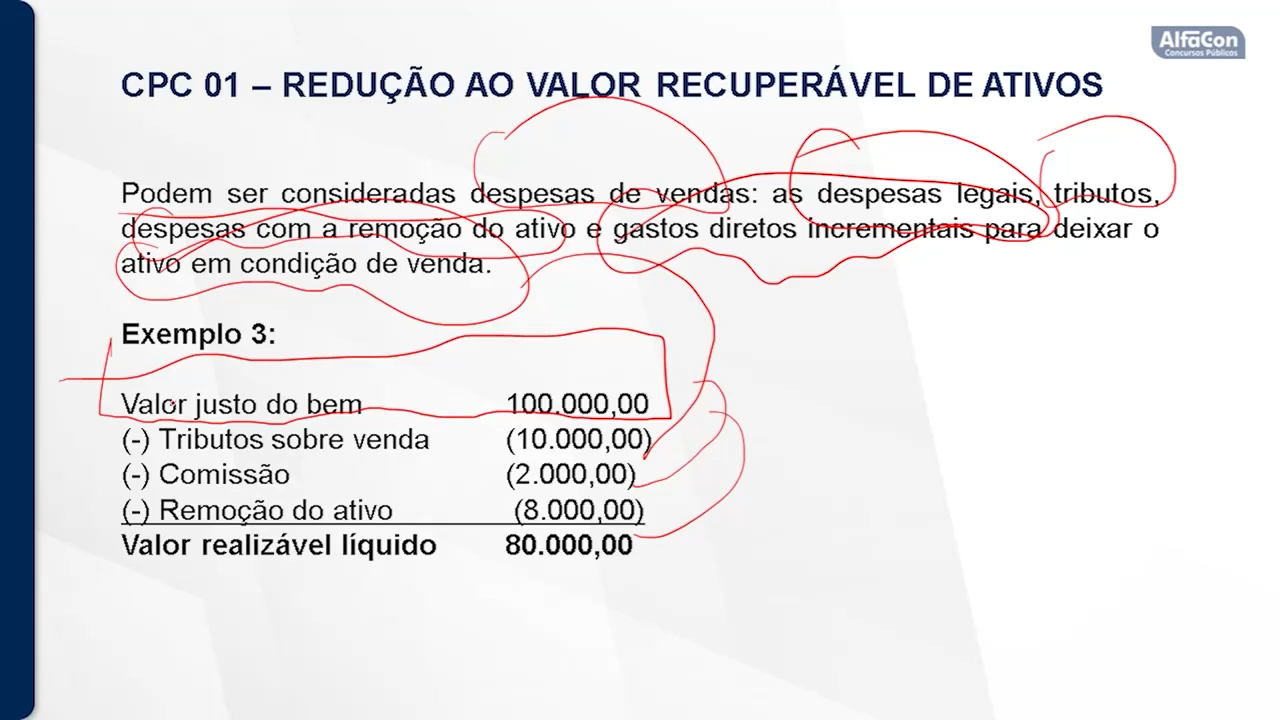 AlfaCon
Concursos Públicos
CPC 01 – REDUÇÃO AO VALOR RECUPERÁVEL DE ATIVOS
Podem ser consideradas despesas de vendas: as despesas legais, tributos,
despesas com a remoção do ativo e gastos diretos incrementais para deixar o
ativo em condição de venda.
Exemplo 3:
Valor justo do bem 100.000,00
(-) Tributos sobre venda (10.000,00)
(-) Comissão (2.000,00)
(-) Remoção do ativo (8.000,00)
Valor realizável líquido 80.000,00